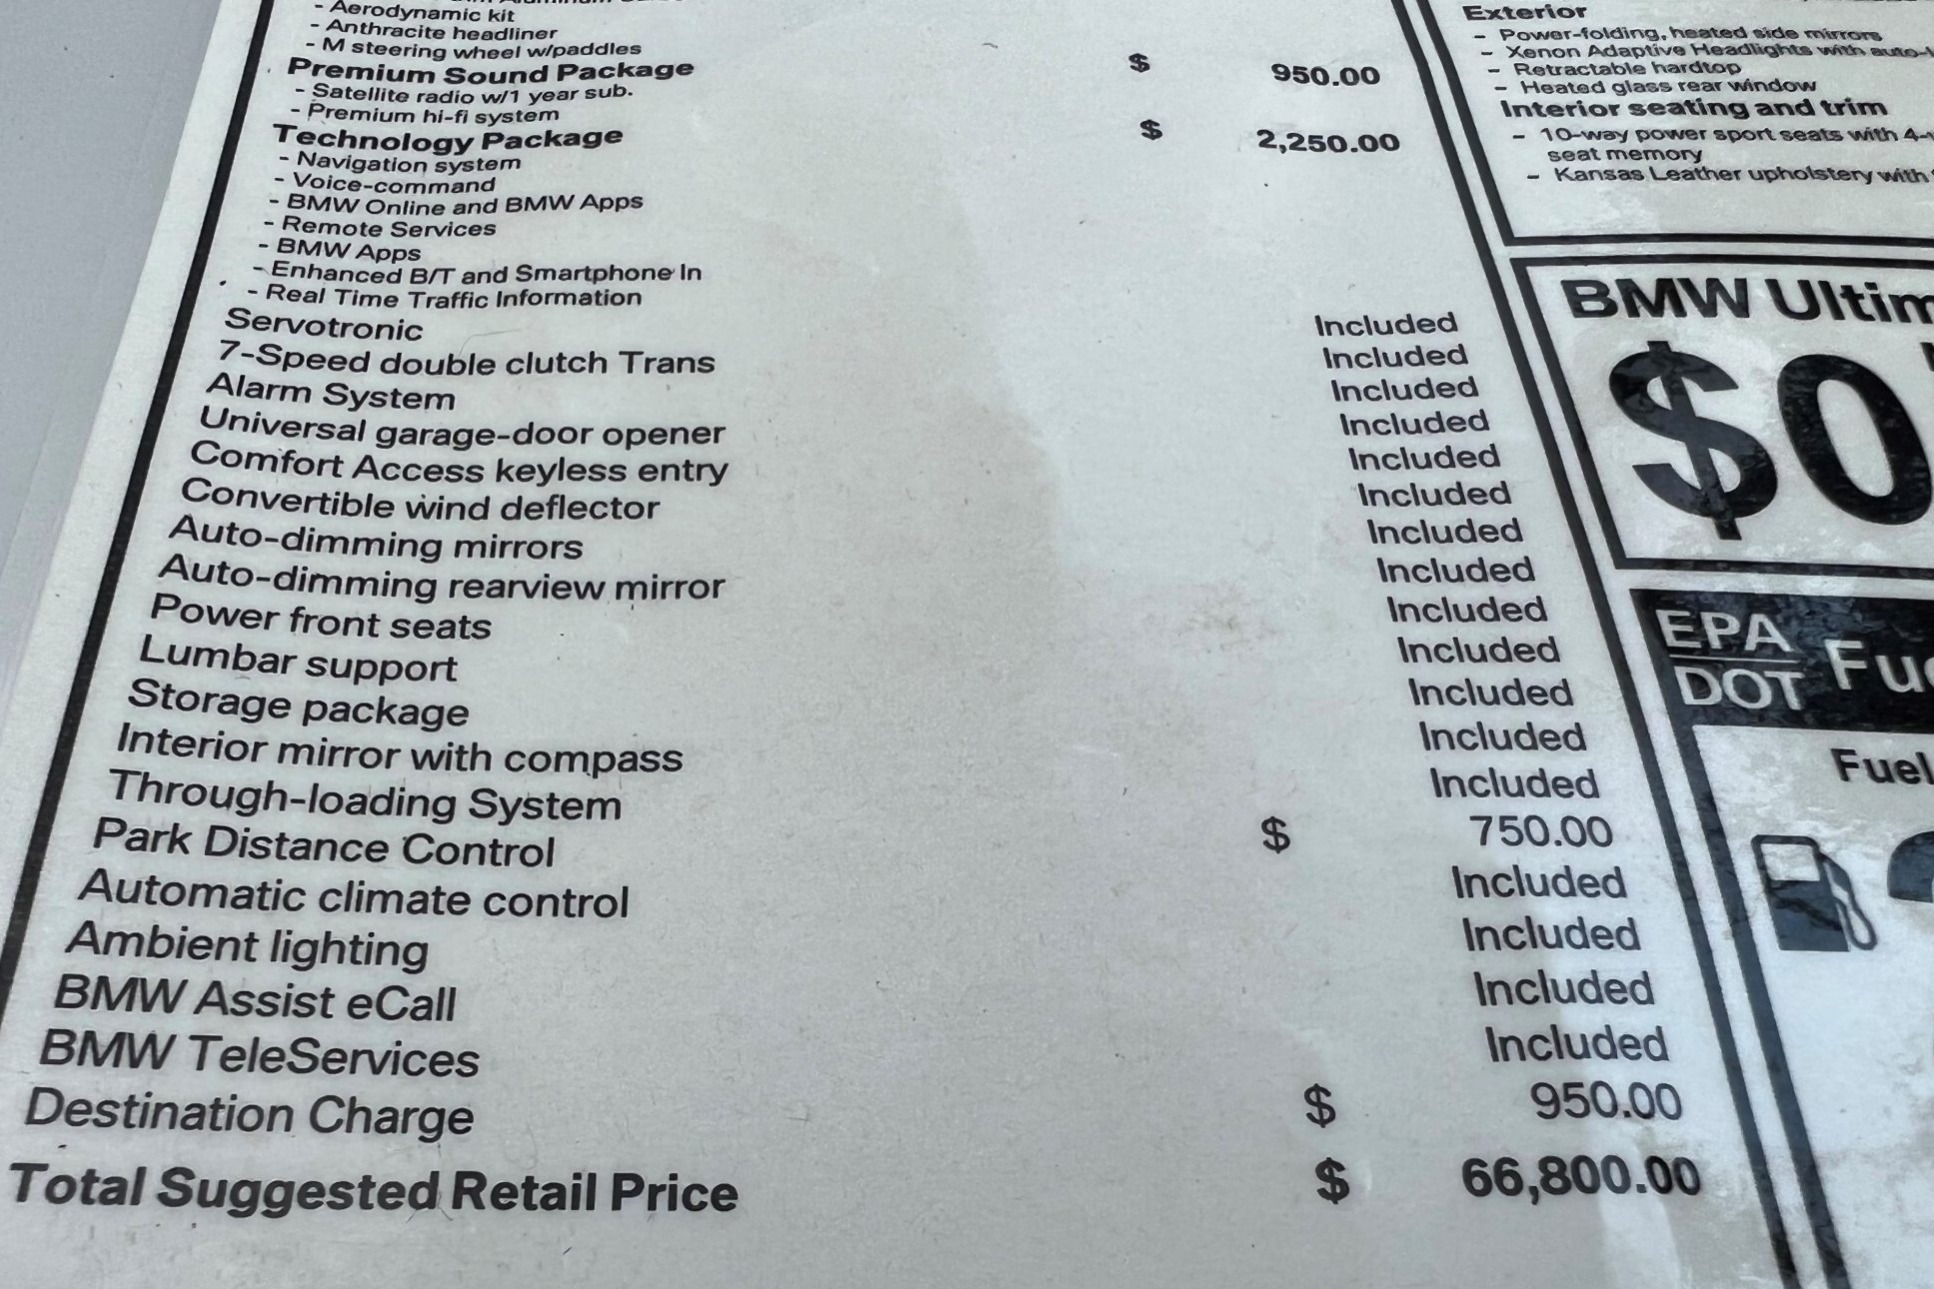 - Aerodynamic kit
- Anthracite headliner
- M steering wheel w/paddles
Premium Sound Package $ 950.00
- Satellite radio w/1 year sub.
- Premium hi-fi system
Technology Package $ 2,250.00
- Navigation system
- Voice-command
- BMW Online and BMW Apps
- Remote Services
- BMW Apps
- Enhanced B/T and Smartphone In
- Real Time Traffic Information
Servotronic Included
7-Speed double clutch Trans Included
Alarm System Included
Universal garage-door opener Included
Comfort Access keyless entry Included
Convertible wind deflector Included
Auto-dimming mirrors Included
Auto-dimming rearview mirror Included
Power front seats Included
Lumbar support Included
Storage package Included
Interior mirror with compass Included
Through-loading System Included
Park Distance Control $ 750.00
Automatic climate control Included
Ambient lighting Included
BMW Assist eCall Included
BMW TeleServices Included
Destination Charge $ 950.00
Total Suggested Retail Price $ 66,800.00
Exterior
- Power-folding, heated side mirrors
- Xenon Adaptive Headlights with auto-
- Retractable hardtop
- Heated glass rear window
Interior seating and trim
- 10-way power sport seats with 4-
seat memory
- Kansas Leather upholstery with
BMW Ultim
$0
EPA
DOT
Fue
Fuel